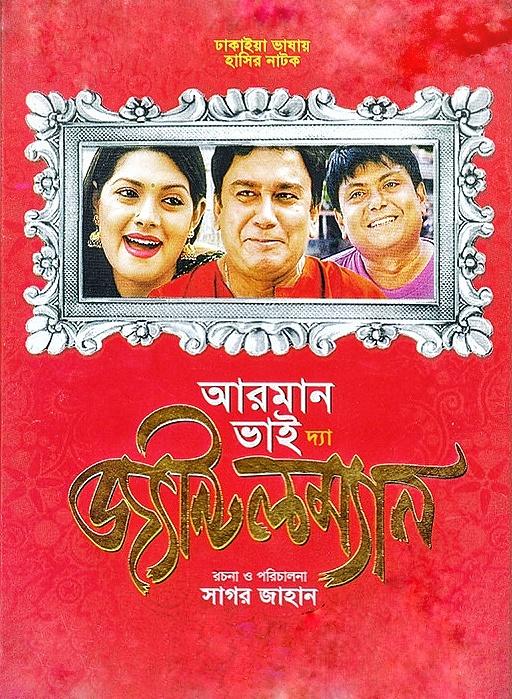 ঢাকাইয়া ভাষায়
হাসির নাটক
আরমান
ভাই দ্যা
জ্যান্টেলম্যান
রচনা ও পরিচালনা
সাগর জাহান